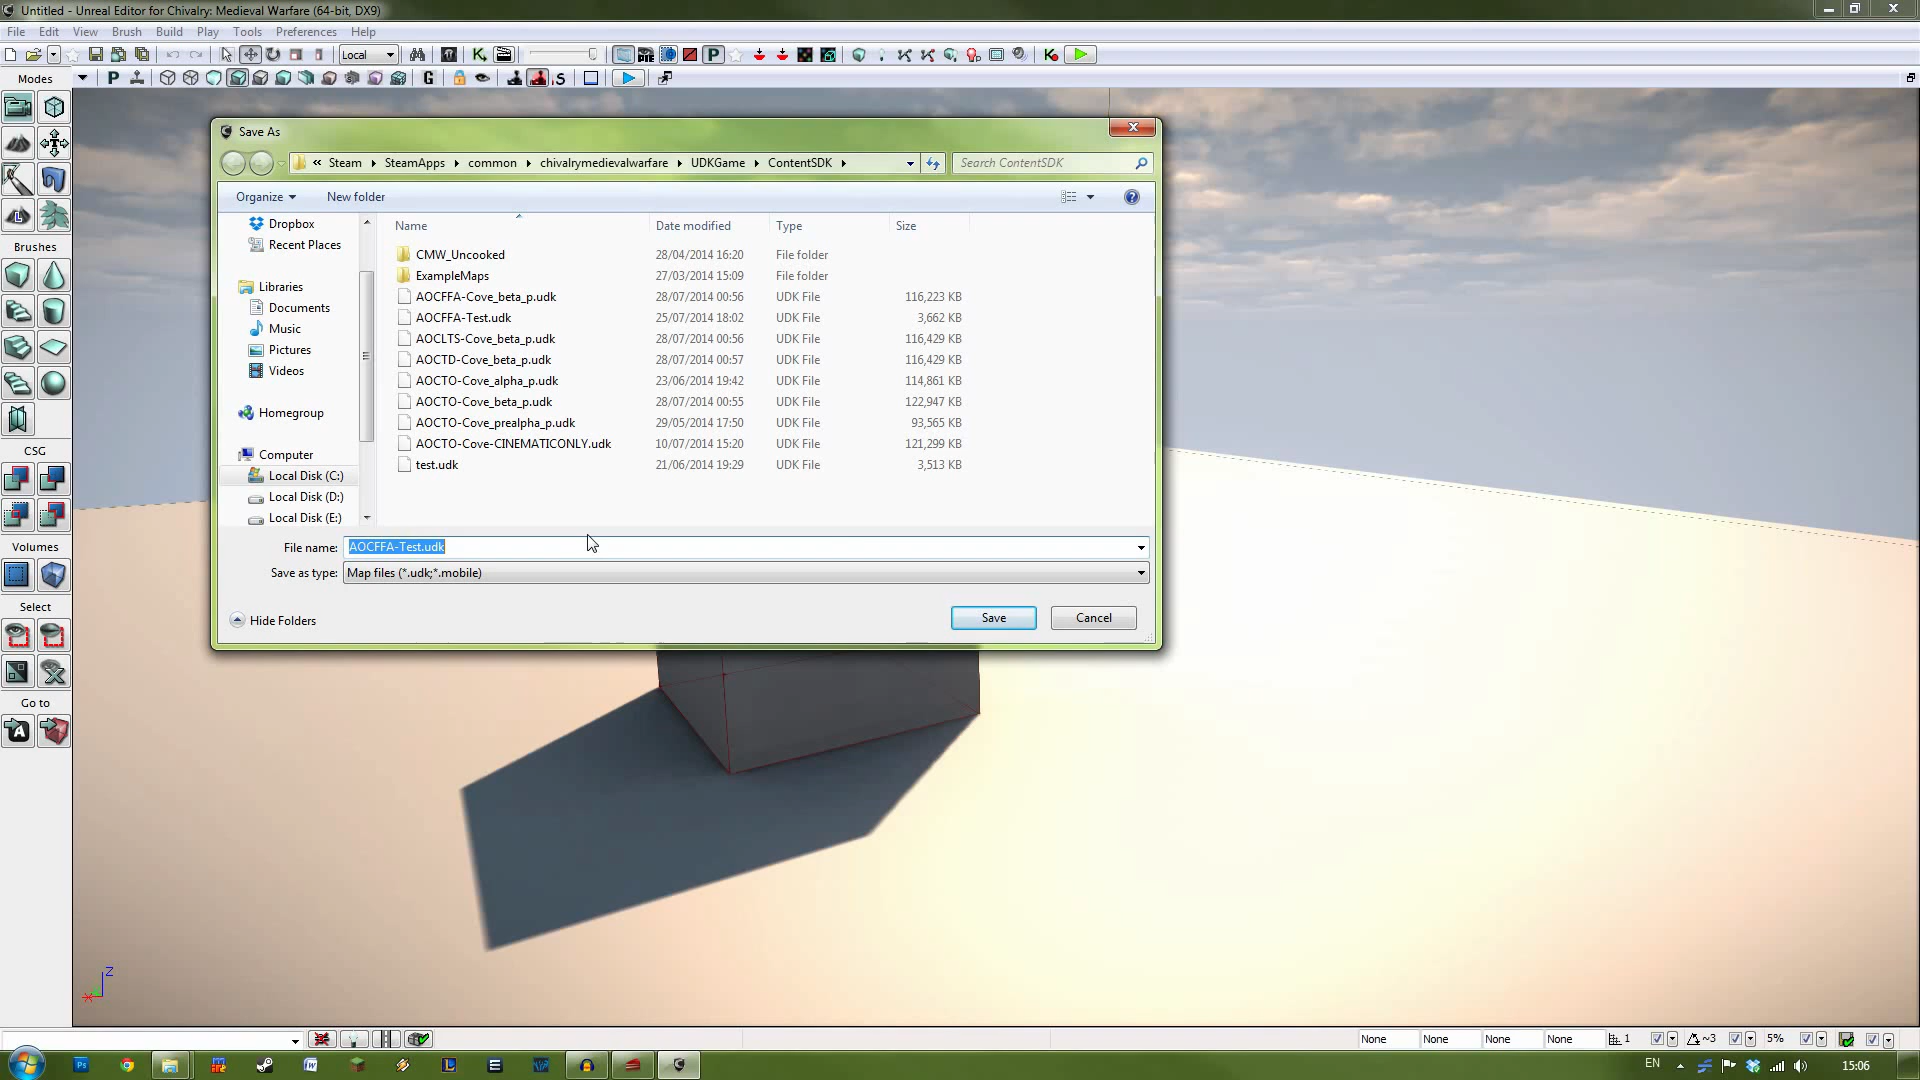 Untitled - Unreal Editor for Chivalry: Medieval Warfare (64-bit, DX9)
File Edit View Brush Build Play Tools Preferences Help
Local
Modes
Save As
« Steam SteamApps common chivalrymedievalwarfare UDKGame ContentSDK
Search ContentSDK
Organize New folder
Dropbox
Recent Places
Libraries
Documents
Music
Pictures
Videos
Homegroup
Computer
Local Disk (C:)
Local Disk (D:)
Local Disk (E:)
Name Date modified Type Size
CMW_Uncooked 28/04/2014 16:20 File folder
ExampleMaps 27/03/2014 15:09 File folder
AOCFFA-Cove_beta_p.udk 28/07/2014 00:56 UDK File 116,223 KB
AOCFFA-Test.udk 25/07/2014 18:02 UDK File 3,662 KB
AOCLTS-Cove_beta_p.udk 28/07/2014 00:56 UDK File 116,429 KB
AOCTD-Cove_beta_p.udk 28/07/2014 00:57 UDK File 116,429 KB
AOCTO-Cove_alpha_p.udk 23/06/2014 19:42 UDK File 114,861 KB
AOCTO-Cove_beta_p.udk 28/07/2014 00:55 UDK File 122,947 KB
AOCTO-Cove_prealpha_p.udk 29/05/2014 17:50 UDK File 93,565 KB
AOCTO-Cove-CINEMATICONLY.udk 10/07/2014 15:20 UDK File 121,299 KB
test.udk 21/06/2014 19:29 UDK File 3,513 KB
File name: AOCFFA-Test.udk
Save as type: Map files (*.udk;*.mobile)
Hide Folders
Save
Cancel
Brushes
CSG
Volumes
Select
Go to
Z
None None None None 1 ~3 5%
EN
15:06